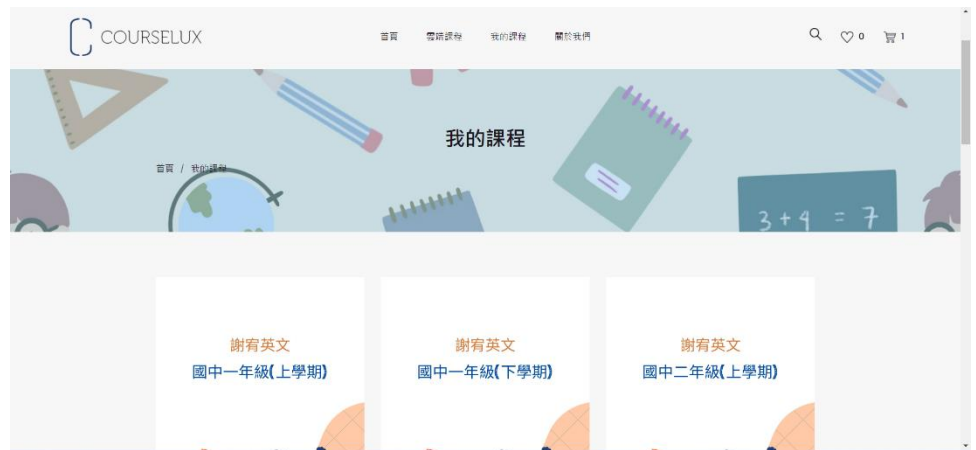 COURSELUX
首頁 雲端課程 我的課程 關於我們
0 1
我的課程
首頁 / 我的課程
3 + 4 = 7
謝宥英文
國中一年級(上學期)
謝宥英文
國中一年級(下學期)
謝宥英文
國中二年級(上學期)